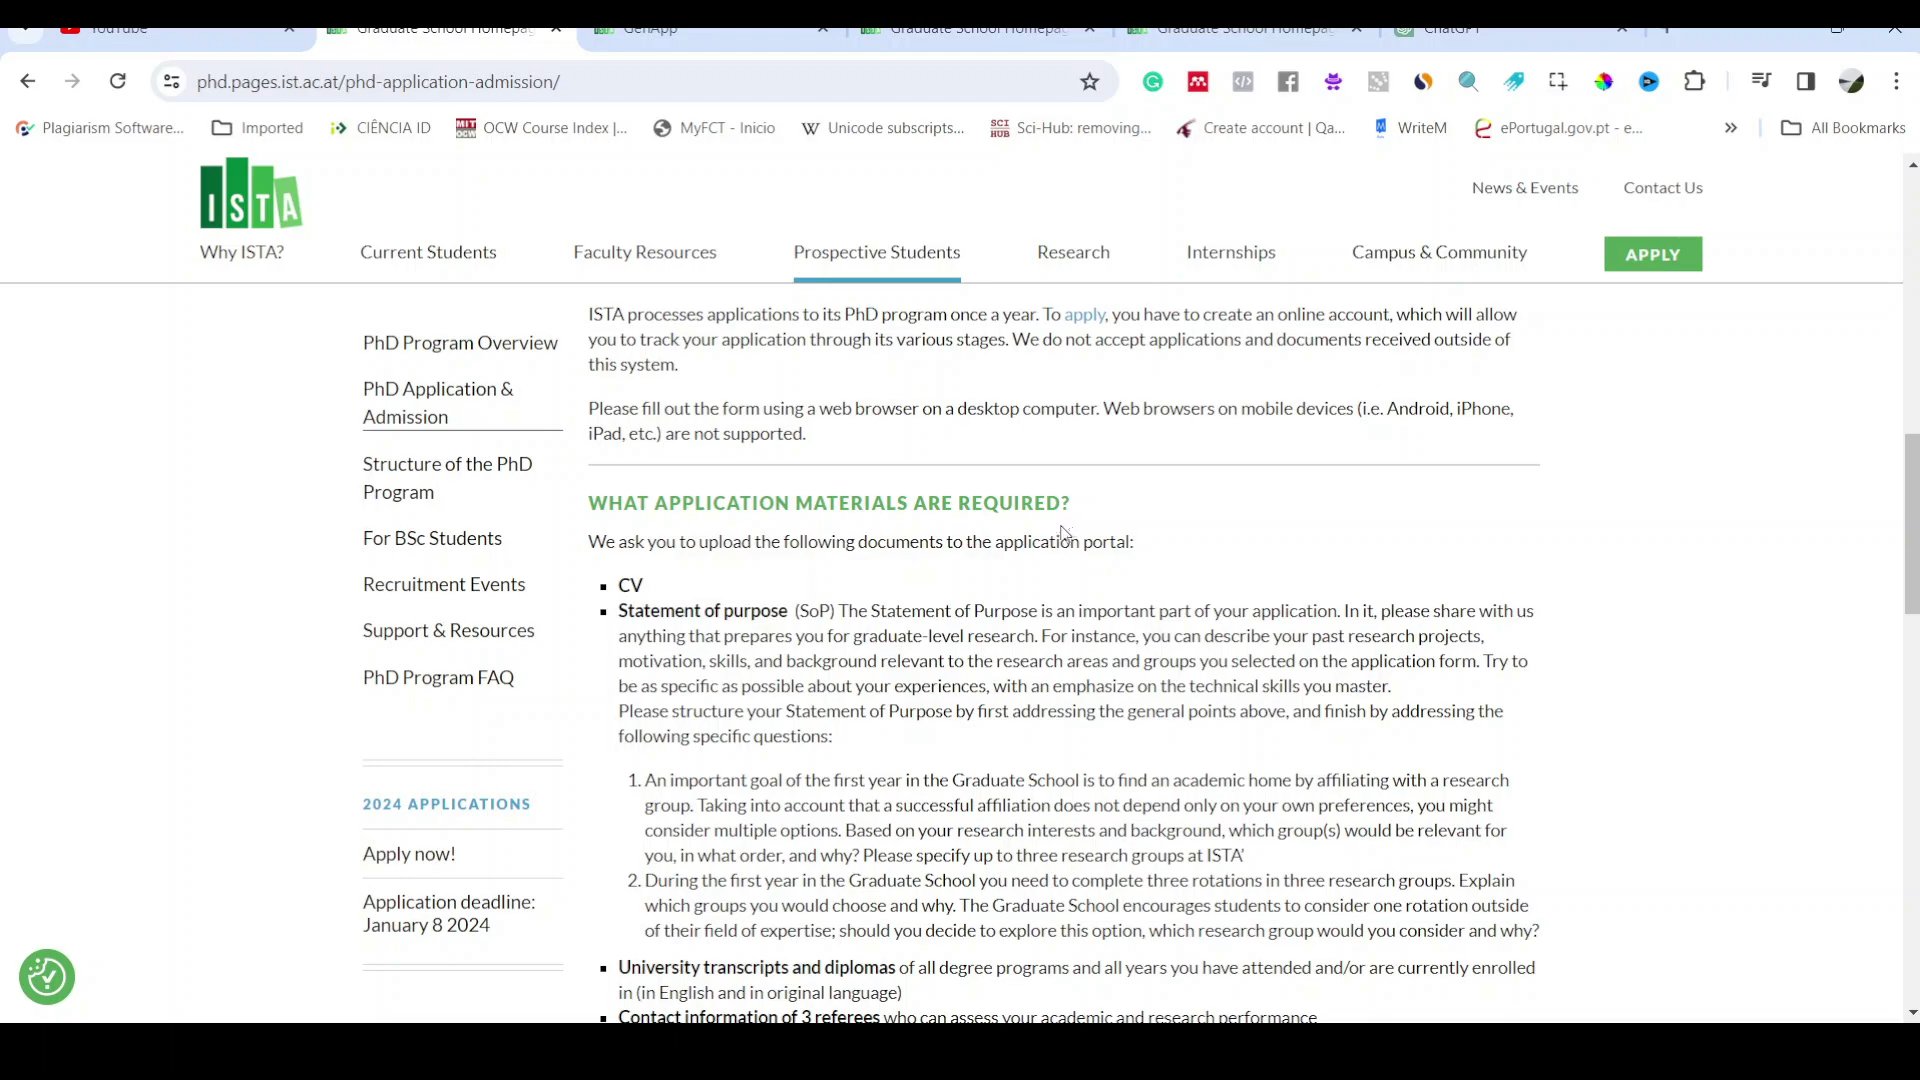 YouTube
Graduate School Homepag
GenApp
Graduate School Homepag
Graduate School Homepag
ChatGPT
phd.pages.ist.ac.at/phd-application-admission/
Plagiarism Software...
Imported
CIÊNCIA ID
MIT OCW
OCW Course Index |...
MyFCT - Inicio
Unicode subscripts...
SCI HUB
Sci-Hub: removing...
Create account | Qa...
WriteM
ePortugal.gov.pt - e...
»
All Bookmarks
ISTA
News & Events
Contact Us
Why ISTA?
Current Students
Faculty Resources
Prospective Students
Research
Internships
Campus & Community
APPLY
PhD Program Overview
PhD Application &
Admission
Structure of the PhD
Program
For BSc Students
Recruitment Events
Support & Resources
PhD Program FAQ
2024 APPLICATIONS
Apply now!
Application deadline:
January 8 2024
ISTA processes applications to its PhD program once a year. To apply, you have to create an online account, which will allow
you to track your application through its various stages. We do not accept applications and documents received outside of
this system.
Please fill out the form using a web browser on a desktop computer. Web browsers on mobile devices (i.e. Android, iPhone,
iPad, etc.) are not supported.
WHAT APPLICATION MATERIALS ARE REQUIRED?
We ask you to upload the following documents to the application portal:
▪ CV
▪ Statement of purpose (SoP) The Statement of Purpose is an important part of your application. In it, please share with us
anything that prepares you for graduate-level research. For instance, you can describe your past research projects,
motivation, skills, and background relevant to the research areas and groups you selected on the application form. Try to
be as specific as possible about your experiences, with an emphasize on the technical skills you master.
Please structure your Statement of Purpose by first addressing the general points above, and finish by addressing the
following specific questions:
1. An important goal of the first year in the Graduate School is to find an academic home by affiliating with a research
group. Taking into account that a successful affiliation does not depend only on your own preferences, you might
consider multiple options. Based on your research interests and background, which group(s) would be relevant for
you, in what order, and why? Please specify up to three research groups at ISTA'
2. During the first year in the Graduate School you need to complete three rotations in three research groups. Explain
which groups you would choose and why. The Graduate School encourages students to consider one rotation outside
of their field of expertise; should you decide to explore this option, which research group would you consider and why?
▪ University transcripts and diplomas of all degree programs and all years you have attended and/or are currently enrolled
in (in English and in original language)
▪ Contact information of 3 referees who can assess your academic and research performance